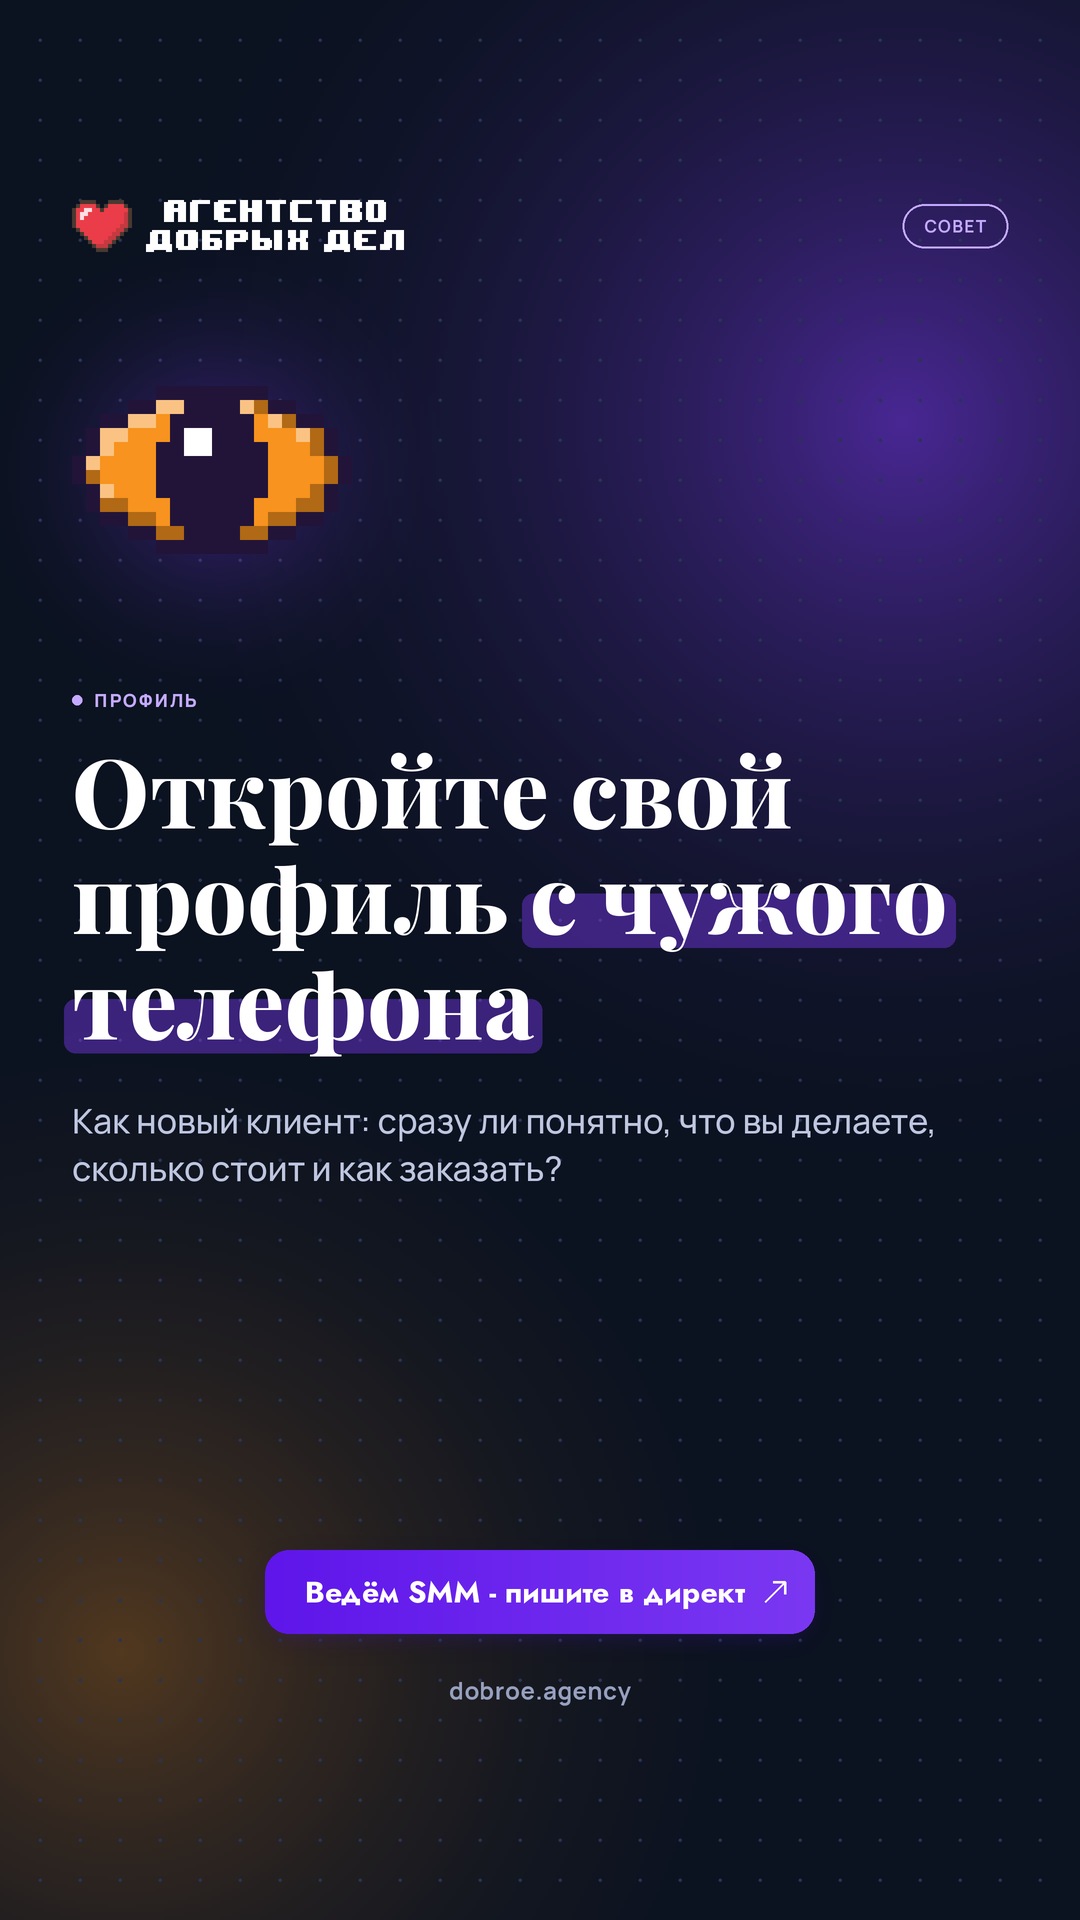 АГЕНТСТВО
ДОБРЫХ ДЕЛ
СОВЕТ
ПРОФИЛЬ
Откройте свой
профиль с чужого
телефона
Как новый клиент: сразу ли понятно, что вы делаете,
сколько стоит и как заказать?
Ведём SMM - пишите в директ
dobroe.agency